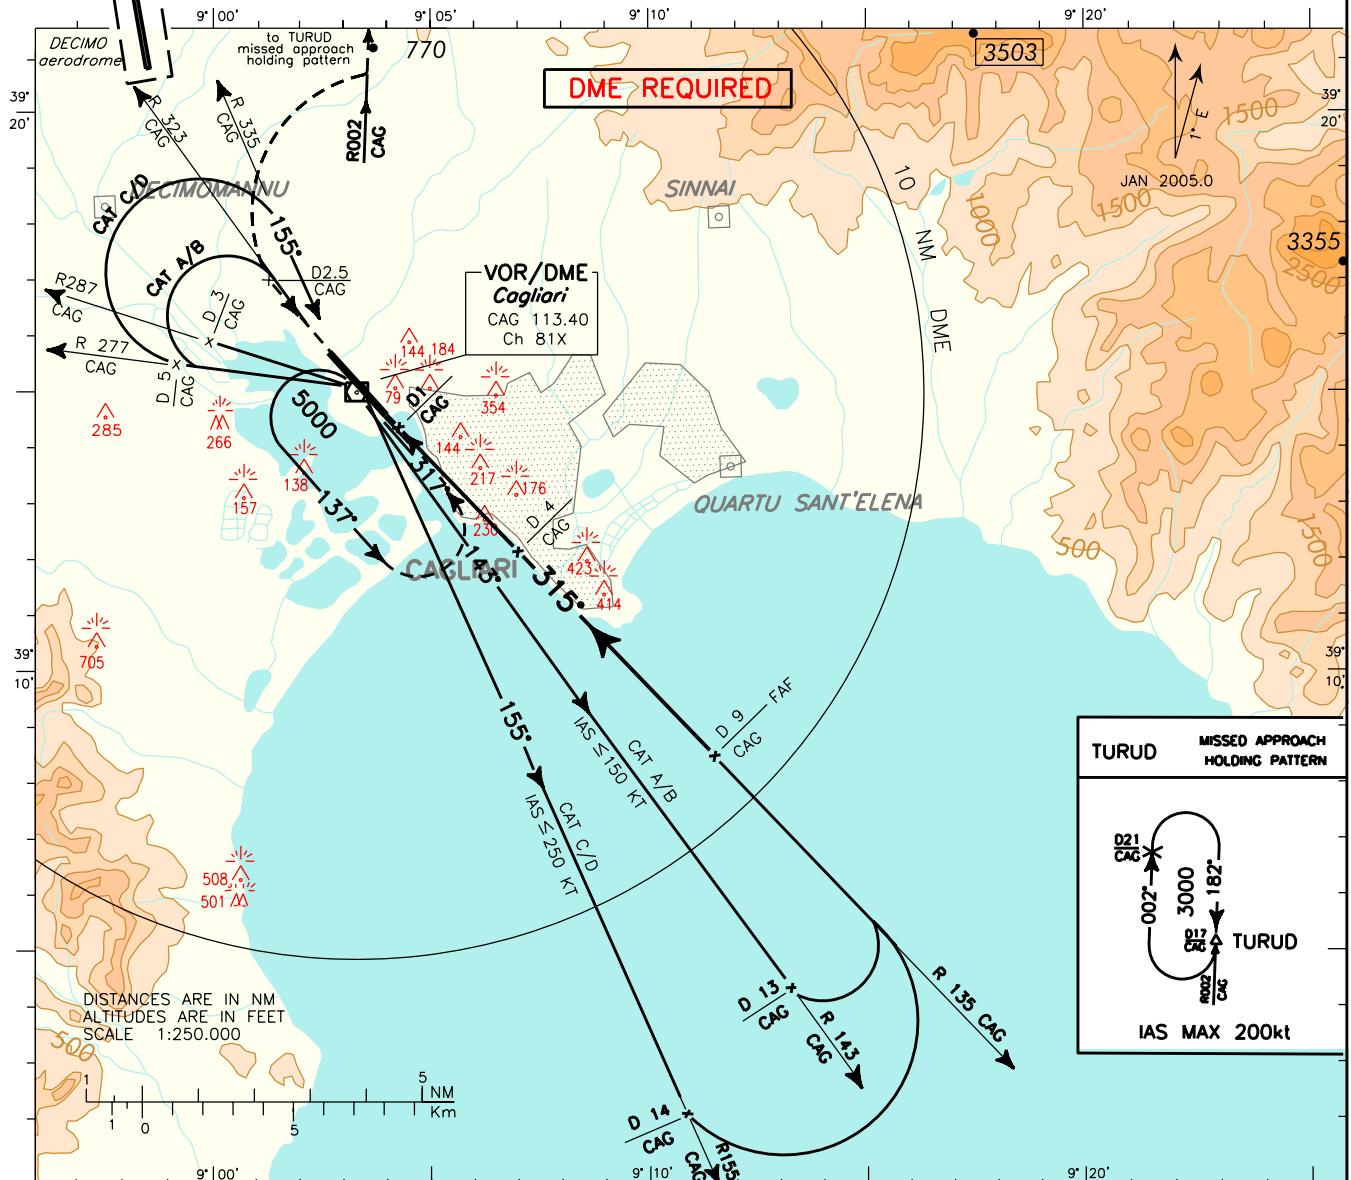 9° 00'
9° 05'
9° 10'
9° 20'
DECIMO
aerodrome
to TURUD
missed approach
holding pattern
770
3503
DME REQUIRED
39°
20'
39°
20'
R 323
CAG
R 335
CAG
R002
CAG
1500
1° E
JAN 2005.0
1500
1000
10 NM DME
DECIMOMANNU
SINNAI
CAT C/D
CAT A/B
155°
3355
2500
D2.5
CAG
VOR/DME
Cagliari
CAG 113.40
Ch 81X
R287
CAG
D 3
CAG
R 277
CAG
D 5
CAG
144
184
79
354
D1
CAG
5000
285
266
144
217
176
138
157
317°
137°
230
D 4
CAG
QUARTU SANT'ELENA
1500
500
CAGLIARI
143°
315°
423
414
705
39°
10'
39°
10'
D 9
CAG
FAF
155°
IAS ≤150 KT
CAT A/B
IAS ≤ 250 KT
CAT C/D
TURUD
MISSED APPROACH
HOLDING PATTERN
D21
CAG
002°
3000
182°
D17
CAG
TURUD
R002
CAG
IAS MAX 200kt
508
501
D 13
CAG
R 143
CAG
R 135 CAG
DISTANCES ARE IN NM
ALTITUDES ARE IN FEET
SCALE 1:250.000
500
1
5
NM
Km
1
0
5
D 14
CAG
R155
CAG
9° 00'
9° 10'
9° 20'